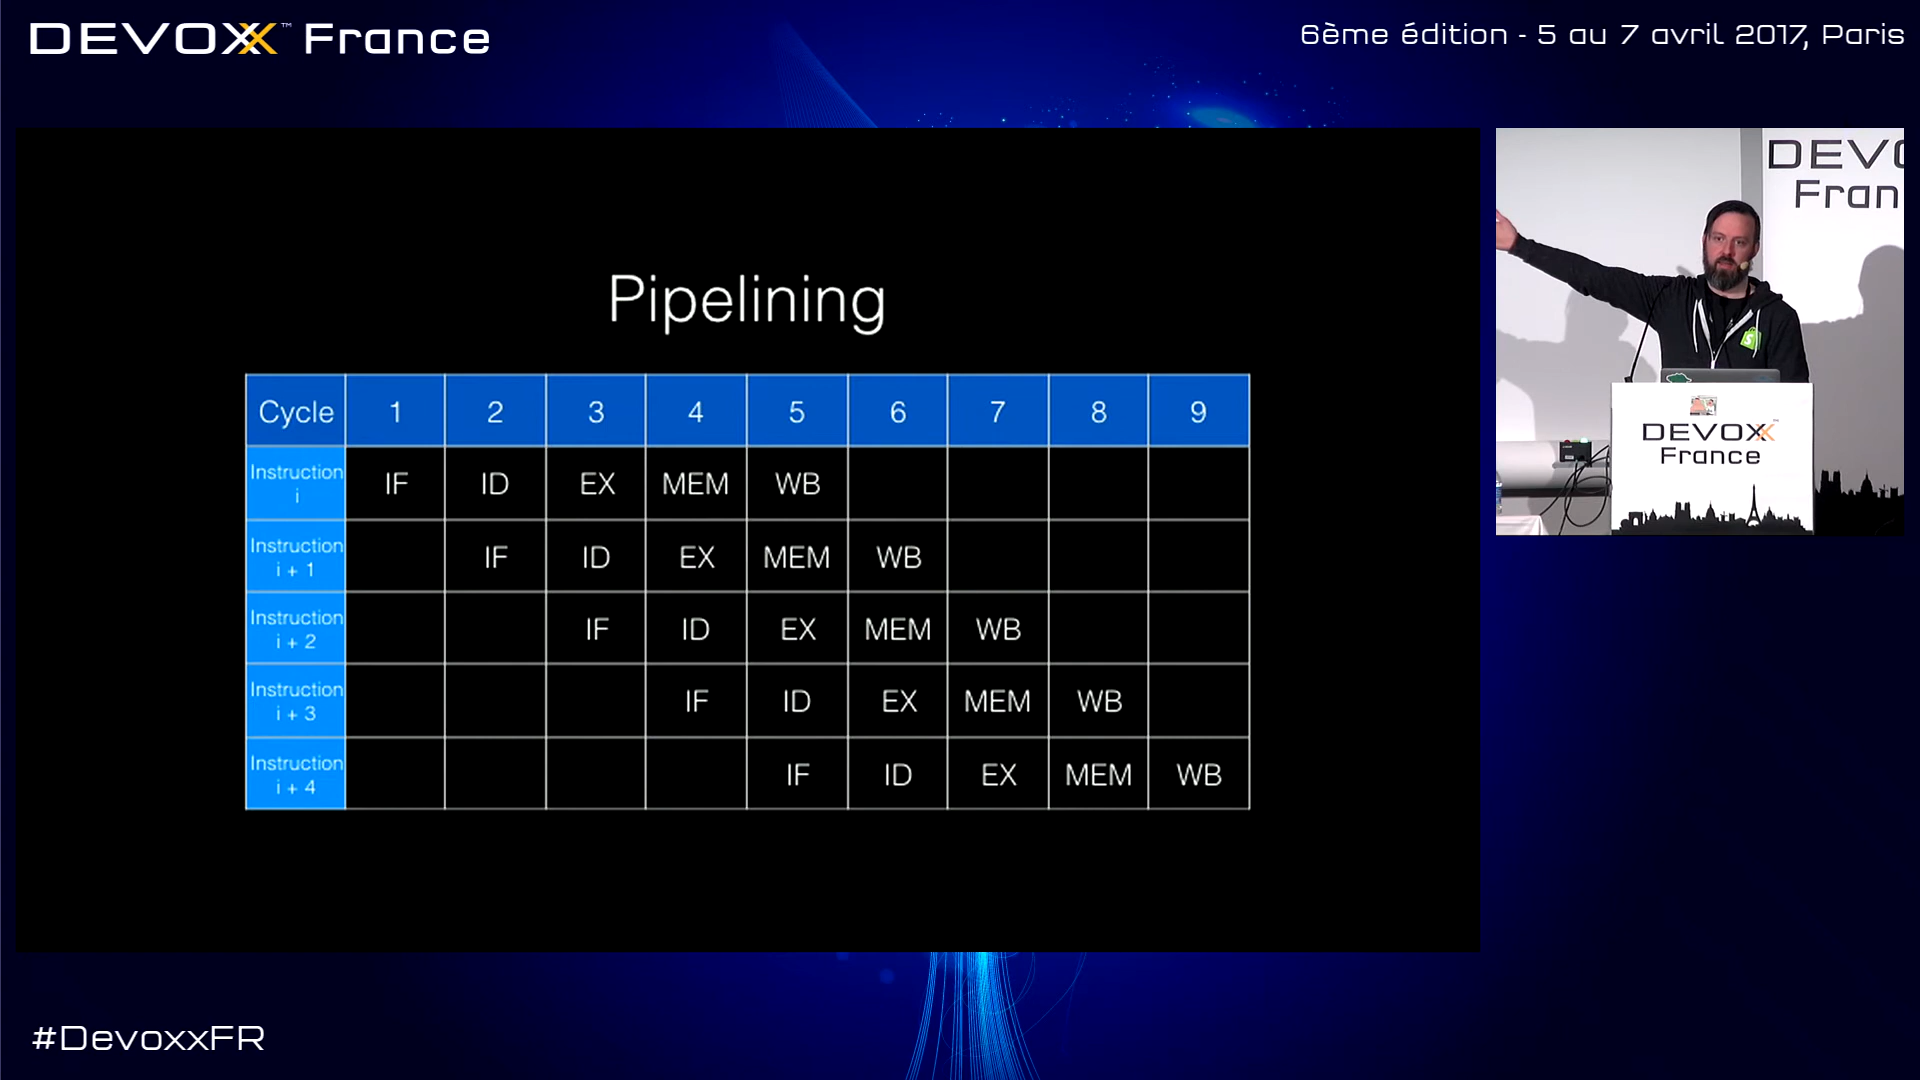 DEVOXX™ France
6ème édition - 5 au 7 avril 2017, Paris
Pipelining
Cycle 1 2 3 4 5 6 7 8 9
Instruction
i
IF ID EX MEM WB
Instruction
i + 1
IF ID EX MEM WB
Instruction
i + 2
IF ID EX MEM WB
Instruction
i + 3
IF ID EX MEM WB
Instruction
i + 4
IF ID EX MEM WB
DEVO
Fran
DEVOXX™
France
#DevoxxFR